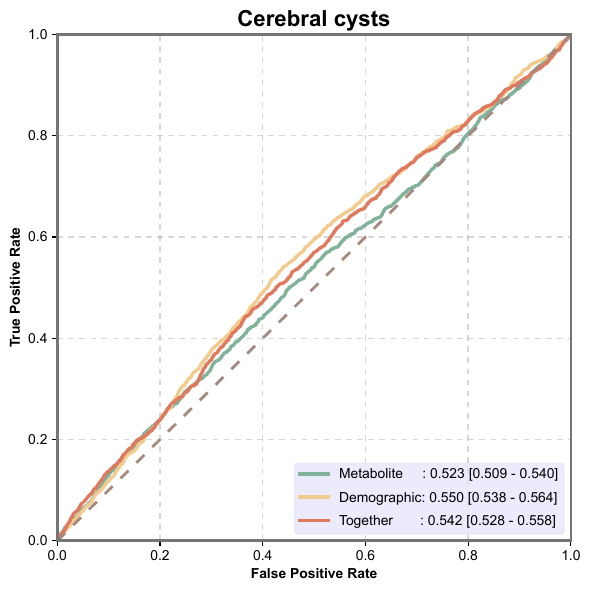 Cerebral cysts
1.0
0.8
0.6
0.4
0.2
0.0
True Positive Rate
Metabolite : 0.523 [0.509 - 0.540]
Demographic: 0.550 [0.538 - 0.564]
Together : 0.542 [0.528 - 0.558]
0.0 0.2 0.4 0.6 0.8 1.0
False Positive Rate